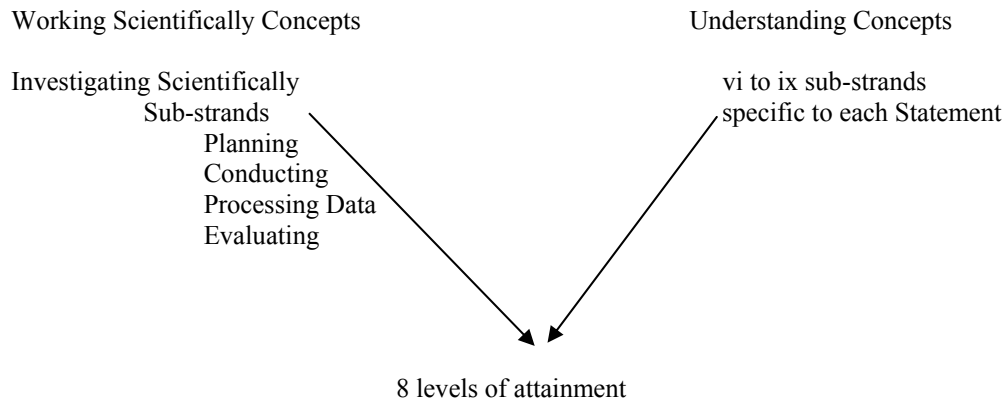 Working Scientifically Concepts
Understanding Concepts
Investigating Scientifically
Sub-strands
Planning
Conducting
Processing Data
Evaluating
vi to ix sub-strands
specific to each Statement
8 levels of attainment